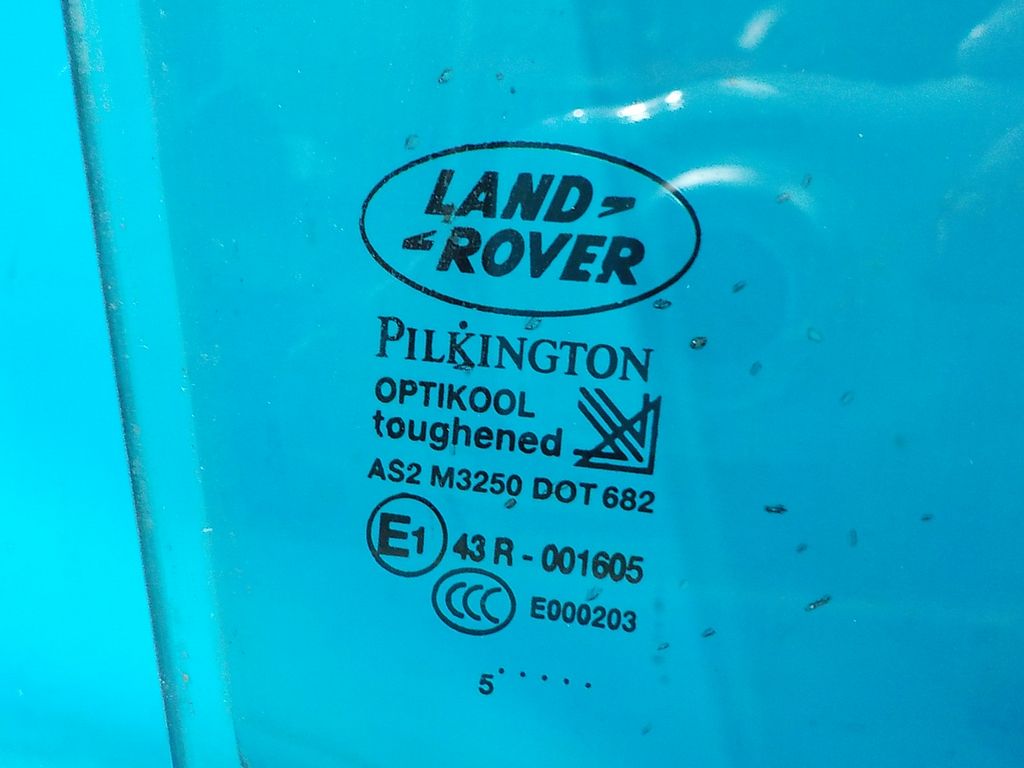 LAND
ROVER
PILKINGTON
OPTIKOOL
toughened
AS2 M3250 DOT 682
E1 43 R - 001605
CCC E000203
5 . . . . .